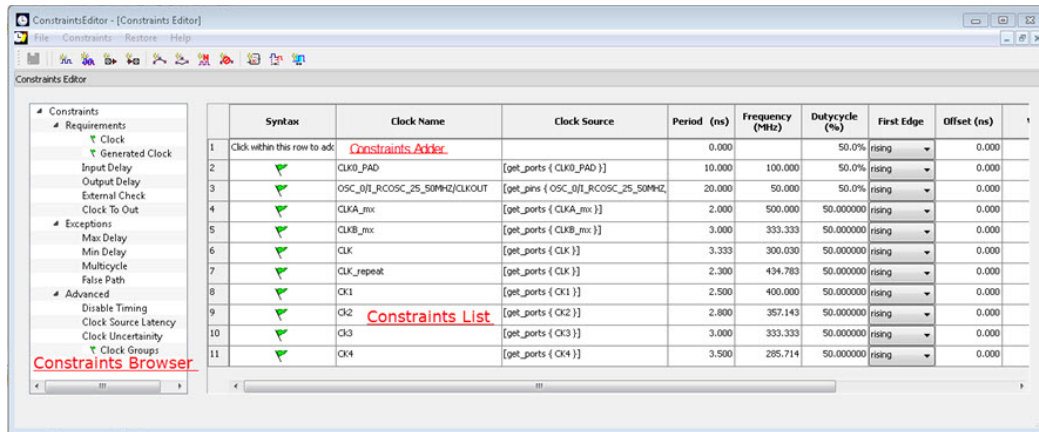 ConstraintsEditor - [Constraints Editor]
File Constraints Restore Help
Constraints Editor
Constraints
Requirements
Clock
Generated Clock
Input Delay
Output Delay
External Check
Clock To Out
Exceptions
Max Delay
Min Delay
Multicycle
False Path
Advanced
Disable Timing
Clock Source Latency
Clock Uncertainity
Clock Groups
Constraints Browser
Syntax Clock Name Clock Source Period (ns) Frequency (MHz) Dutycycle (%) First Edge Offset (ns)
1 Click within this row to add Constraints Adder 0.000 50.0% rising 0.000
2 CLK0_PAD [get_ports { CLK0_PAD }] 10.000 100.000 50.0% rising 0.000
3 OSC_0/I_RCOSC_25_50MHZ/CLKOUT [get_pins { OSC_0/I_RCOSC_25_50MHZ, 20.000 50.000 50.0% rising 0.000
4 CLKA_mx [get_ports { CLKA_mx }] 2.000 500.000 50.000000 rising 0.000
5 CLKB_mx [get_ports { CLKB_mx }] 3.000 333.333 50.000000 rising 0.000
6 CLK [get_ports { CLK }] 3.333 300.030 50.000000 rising 0.000
7 CLK_repeat [get_ports { CLK }] 2.300 434.783 50.000000 rising 0.000
8 CK1 [get_ports { CK1 }] 2.500 400.000 50.000000 rising 0.000
9 Ck2 Constraints List [get_ports { CK2 }] 2.800 357.143 50.000000 rising 0.000
10 Ck3 [get_ports { CK3 }] 3.000 333.333 50.000000 rising 0.000
11 CK4 [get_ports { CK4 }] 3.500 285.714 50.000000 rising 0.000